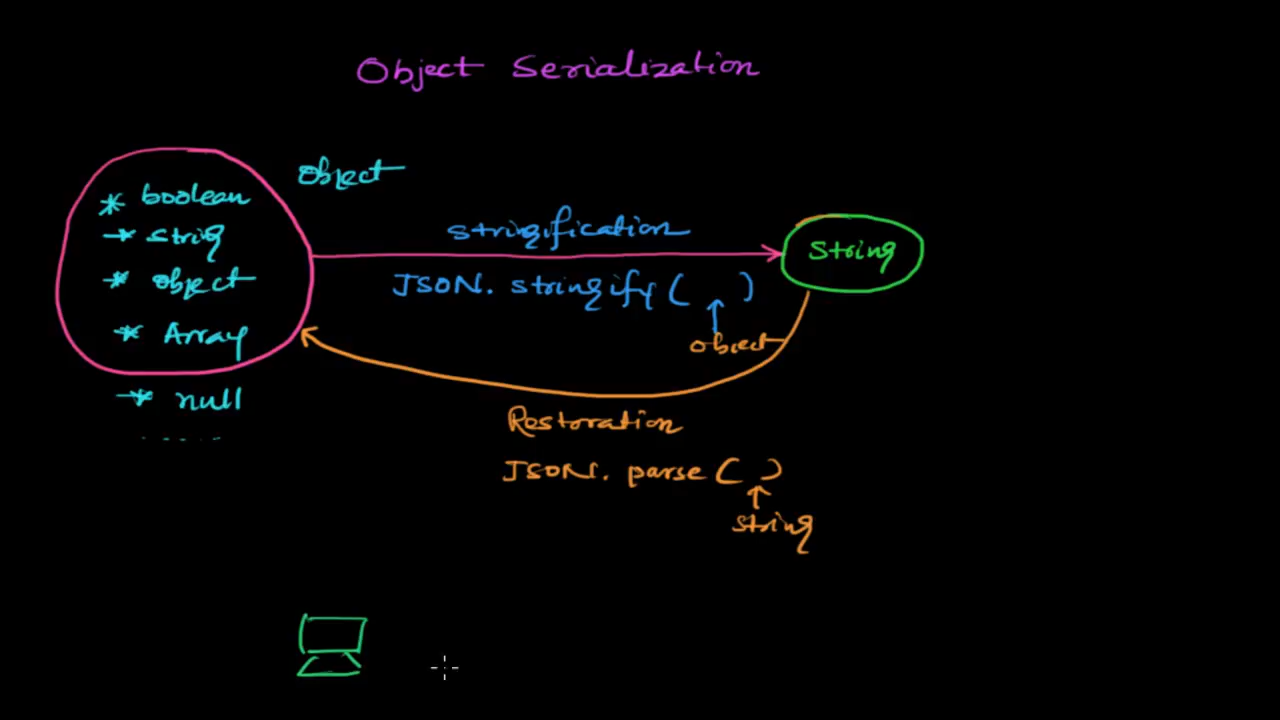 Object Serialization
Object
* boolean
* string
* object
* Array
* null
stringification
JSON. stringify ( )
object
String
Restoration
JSON. parse ( )
string